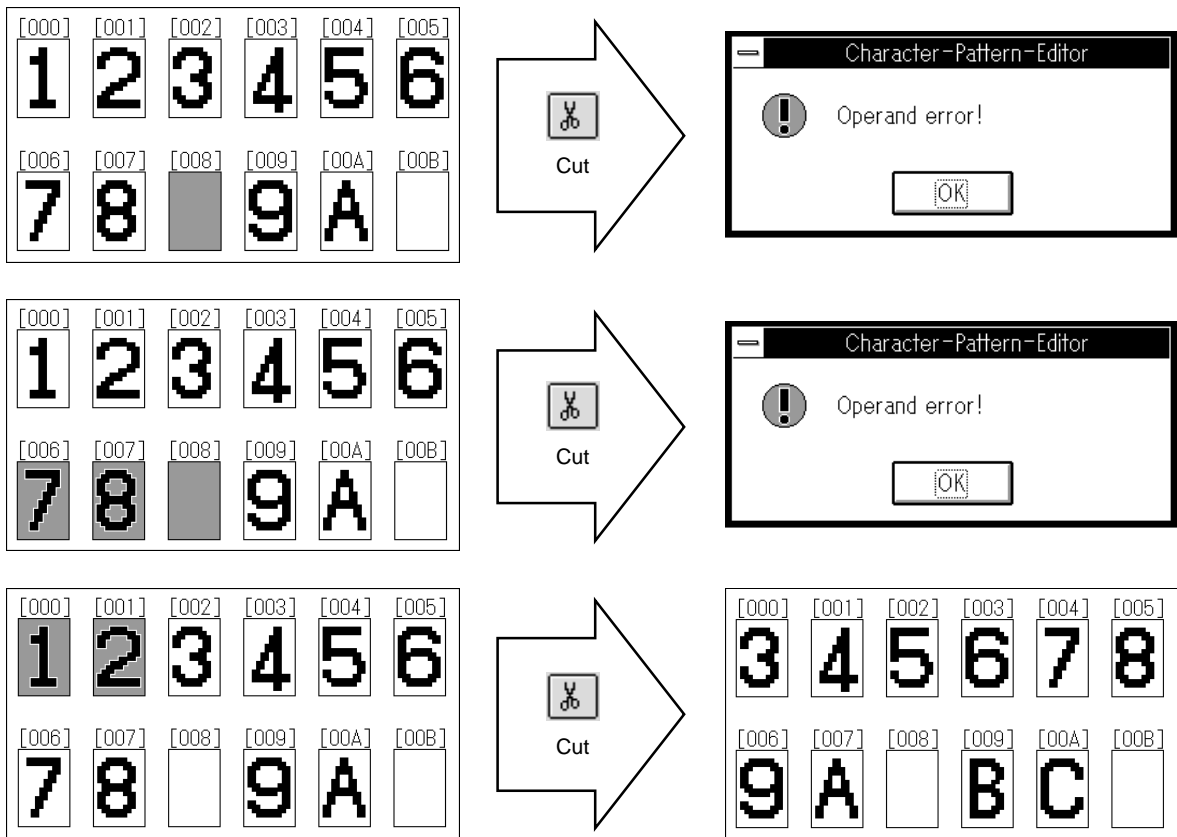 [000] [001] [002] [003] [004] [005]
1 2 3 4 5 6
[006] [007] [008] [009] [00A] [00B]
7 8 9 A
Cut
Character-Pattern-Editor
Operand error!
OK
[000] [001] [002] [003] [004] [005]
1 2 3 4 5 6
[006] [007] [008] [009] [00A] [00B]
7 8 9 A
Cut
Character-Pattern-Editor
Operand error!
OK
[000] [001] [002] [003] [004] [005]
1 2 3 4 5 6
[006] [007] [008] [009] [00A] [00B]
7 8 9 A
Cut
[000] [001] [002] [003] [004] [005]
3 4 5 6 7 8
[006] [007] [008] [009] [00A] [00B]
9 A B C